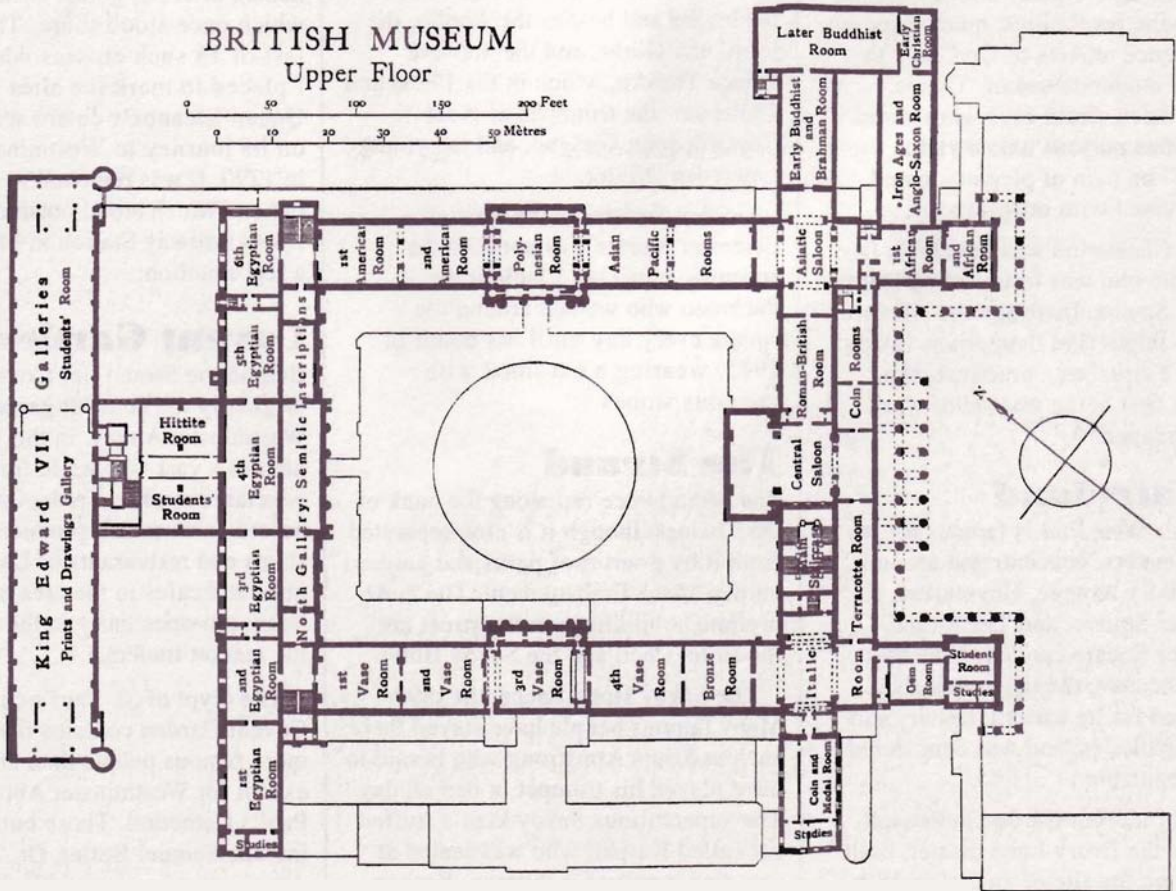 BRITISH MUSEUM
Upper Floor
0 50 100 150 200 Feet
0 10 20 30 40 50 Mètres
Later Buddhist
Room
Early
Christian
Room
Early Buddhist
and
Brahman Room
Iron Ages and
Anglo-Saxon Room
King Edward VII Galleries
Prints and Drawings Gallery
Students' Room
6th
Egyptian
Room
5th
Egyptian
Room
4th
Egyptian
Room
3rd
Egyptian
Room
2nd
Egyptian
Room
1st
Egyptian
Room
Studies
Hittite
Room
Students'
Room
North Gallery, Semitic Inscriptions
1st
American
Room
2nd
American
Room
Poly-
nesian
Room
Asian
Pacific
Rooms
Asiatic
Saloon
African
Room
and
African
Room
Roman-British
Room
Coin Rooms
Central
Saloon
Main
Staircase
Terracotta Room
1st
Vase
Room
2nd
Vase
Room
3rd
Vase
Room
4th
Vase
Room
Bronze
Room
Italic
Room
Gem
Room
Students'
Room
Studies
Coin and
Medal Room
Studies
N